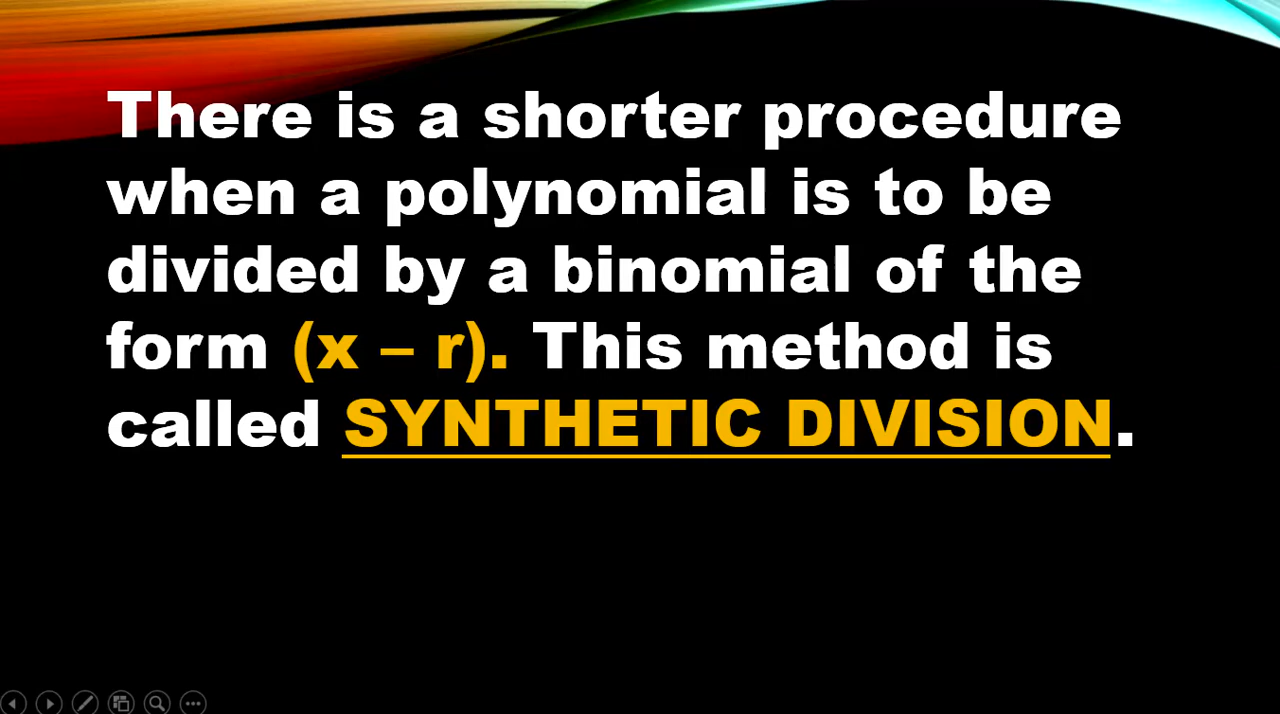 There is a shorter procedure
when a polynomial is to be
divided by a binomial of the
form (x – r). This method is
called SYNTHETIC DIVISION.